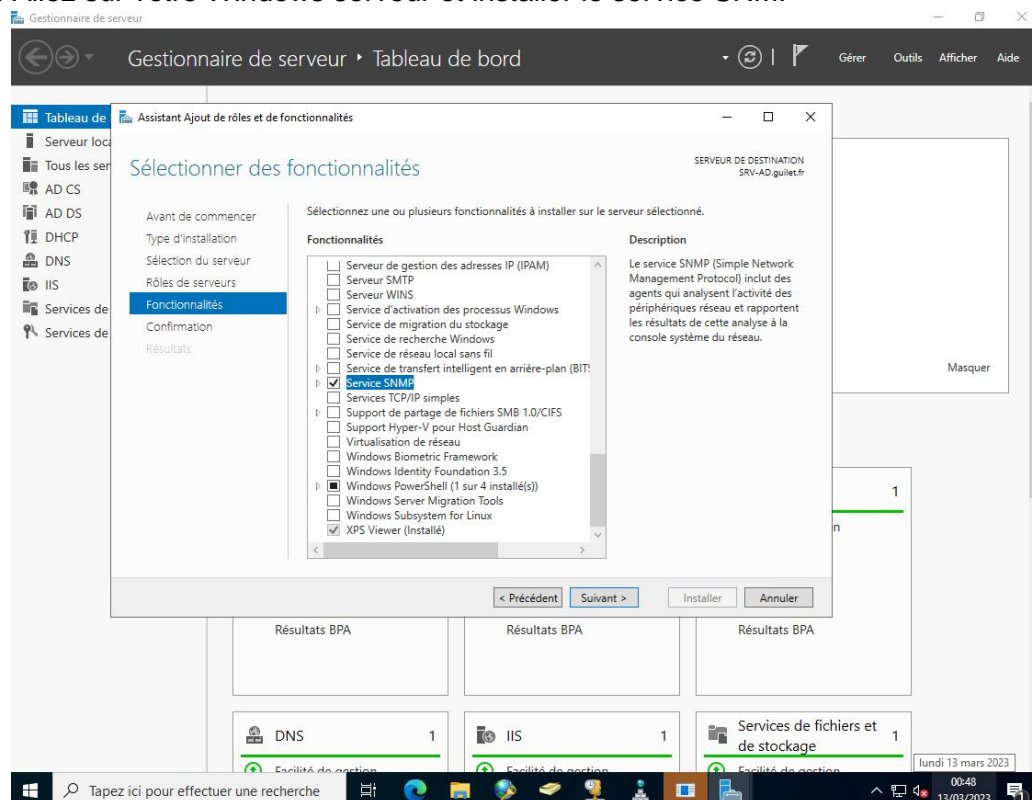 Gestionnaire de serveur
Gestionnaire de serveur • Tableau de bord
Gérer Outils Afficher Aide
Tableau de
Serveur loca
Tous les ser
AD CS
AD DS
DHCP
DNS
IIS
Services de
Services de
Assistant Ajout de rôles et de fonctionnalités
Sélectionner des fonctionnalités
SERVEUR DE DESTINATION
SRV-AD.guilet.fr
Avant de commencer
Type d'installation
Sélection du serveur
Rôles de serveurs
Fonctionnalités
Confirmation
Résultats
Sélectionnez une ou plusieurs fonctionnalités à installer sur le serveur sélectionné.
Fonctionnalités
Serveur de gestion des adresses IP (IPAM)
Serveur SMTP
Serveur WINS
Service d'activation des processus Windows
Service de migration du stockage
Service de recherche Windows
Service de réseau local sans fil
Service de transfert intelligent en arrière-plan (BITS
Service SNMP
Services TCP/IP simples
Support de partage de fichiers SMB 1.0/CIFS
Support Hyper-V pour Host Guardian
Virtualisation de réseau
Windows Biometric Framework
Windows Identity Foundation 3.5
Windows PowerShell (1 sur 4 installé(s))
Windows Server Migration Tools
Windows Subsystem for Linux
XPS Viewer (Installé)
Description
Le service SNMP (Simple Network
Management Protocol) inclut des
agents qui analysent l'activité des
périphériques réseau et rapportent
les résultats de cette analyse à la
console système du réseau.
< Précédent Suivant > Installer Annuler
Masquer
1
n
Résultats BPA
Résultats BPA
Résultats BPA
DNS 1
IIS 1
Services de fichiers et
de stockage 1
Facilité de gestion
Facilité de gestion
Facilité de gestion
lundi 13 mars 2023
Tapez ici pour effectuer une recherche
00:48
13/03/2023